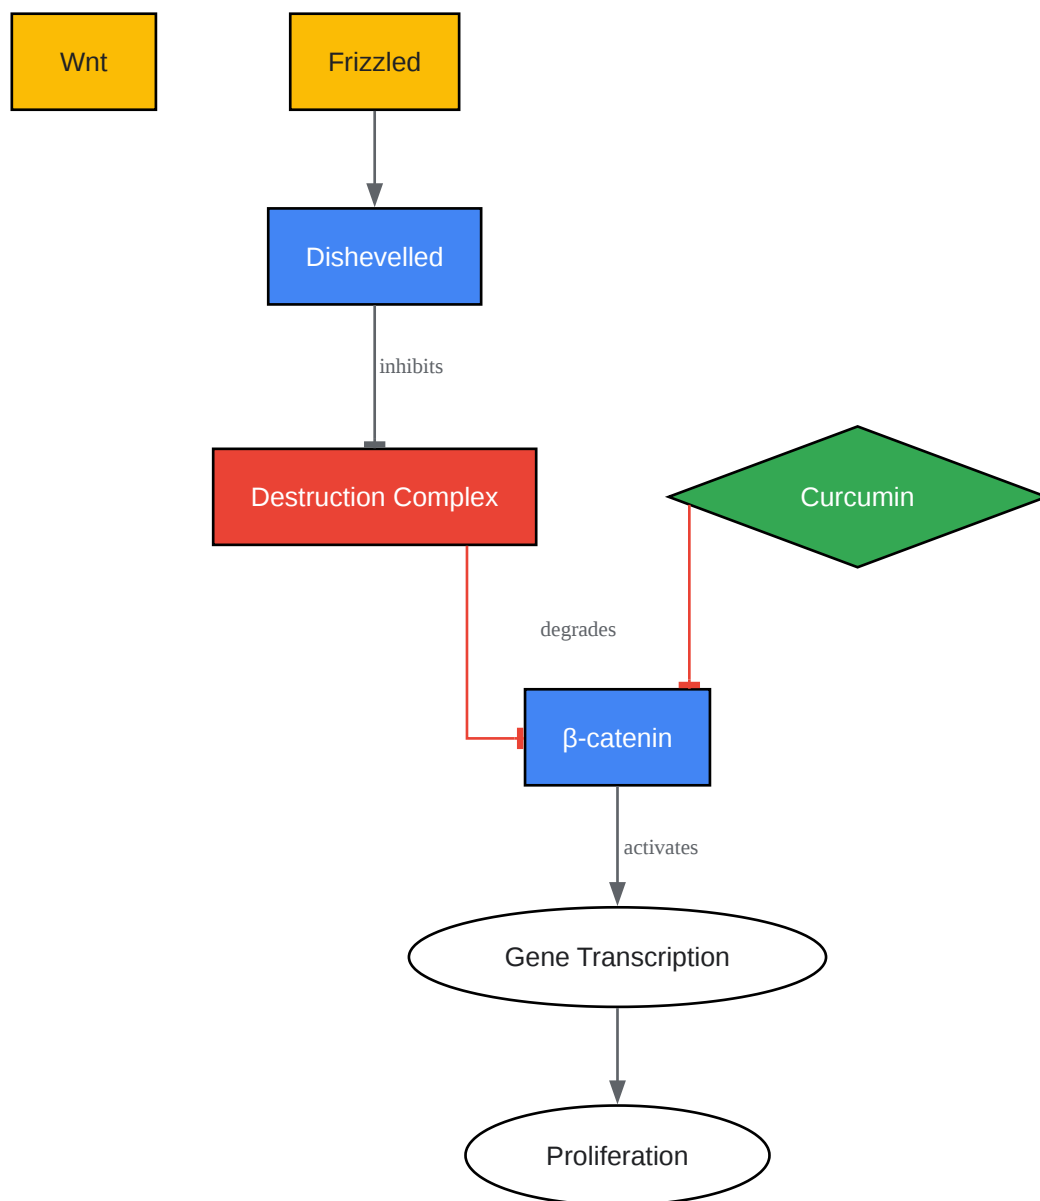 Wnt
Frizzled
Dishevelled
inhibits
Destruction Complex
Curcumin
degrades
β-catenin
activates
Gene Transcription
Proliferation